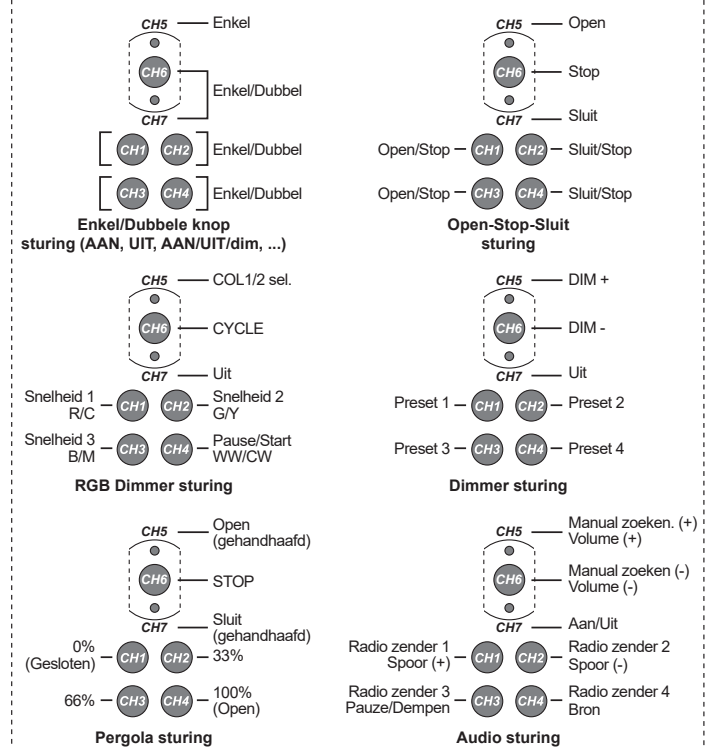 CH5 Enkel
CH6
Enkel/Dubbel
CH7
CH1 CH2 Enkel/Dubbel
CH3 CH4 Enkel/Dubbel
Enkel/Dubbele knop
sturing (AAN, UIT, AAN/UIT/dim, ...)
CH5 Open
CH6 Stop
CH7 Sluit
Open/Stop CH1 CH2 Sluit/Stop
Open/Stop CH3 CH4 Sluit/Stop
Open-Stop-Sluit
sturing
CH5 COL1/2 sel.
CH6 CYCLE
CH7 Uit
Snelheid 1
R/C
CH1 CH2
Snelheid 2
G/Y
Snelheid 3
B/M
CH3 CH4
Pause/Start
WW/CW
RGB Dimmer sturing
CH5 DIM +
CH6 DIM -
CH7 Uit
Preset 1 CH1 CH2 Preset 2
Preset 3 CH3 CH4 Preset 4
Dimmer sturing
CH5
Open
(gehandhaafd)
CH6 STOP
CH7
Sluit
(gehandhaafd)
0%
(Gesloten)
CH1 CH2 33%
66% CH3 CH4
100%
(Open)
Pergola sturing
CH5
Manual zoeken. (+)
Volume (+)
CH6
Manual zoeken (-)
Volume (-)
CH7 Aan/Uit
Radio zender 1
Spoor (+)
CH1 CH2
Radio zender 2
Spoor (-)
Radio zender 3
Pauze/Dempen
CH3 CH4
Radio zender 4
Bron
Audio sturing